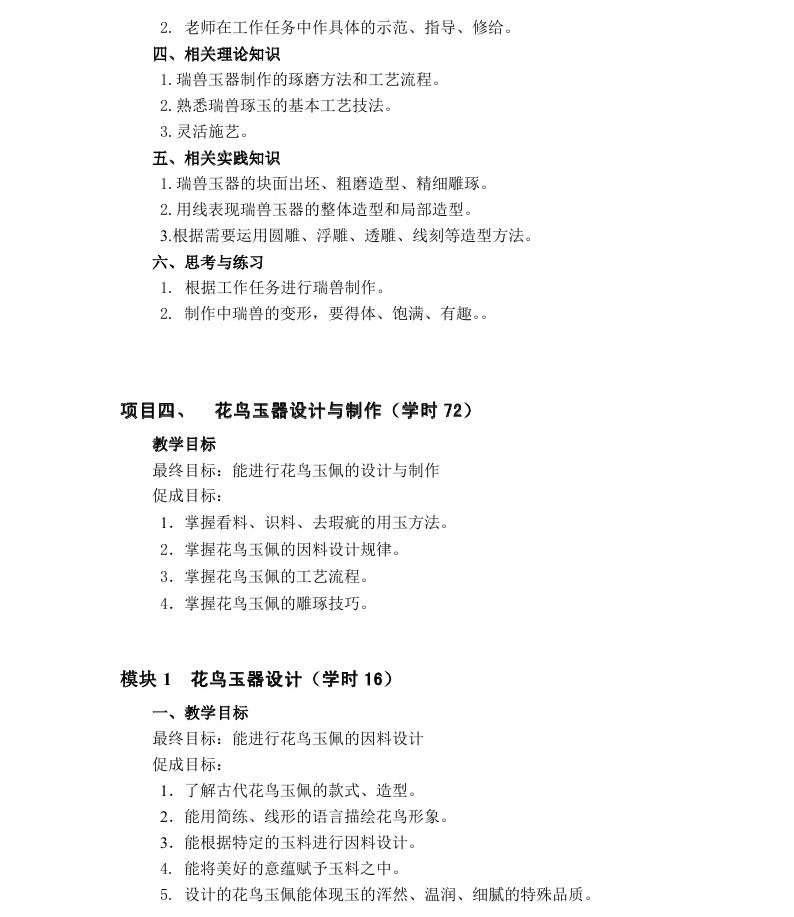 2. 老师在工作任务中作具体的示范、指导、修给。
四、相关理论知识
1.瑞兽玉器制作的琢磨方法和工艺流程。
2.熟悉瑞兽琢玉的基本工艺技法。
3.灵活施艺。
五、相关实践知识
1.瑞兽玉器的块面出坯、粗磨造型、精细雕琢。
2.用线表现瑞兽玉器的整体造型和局部造型。
3.根据需要运用圆雕、浮雕、透雕、线刻等造型方法。
六、思考与练习
1. 根据工作任务进行瑞兽制作。
2. 制作中瑞兽的变形，要得体、饱满、有趣。。
项目四、 花鸟玉器设计与制作（学时 72）
教学目标
最终目标：能进行花鸟玉佩的设计与制作
促成目标：
1．掌握看料、识料、去瑕疵的用玉方法。
2．掌握花鸟玉佩的因料设计规律。
3．掌握花鸟玉佩的工艺流程。
4．掌握花鸟玉佩的雕琢技巧。
模块 1 花鸟玉器设计（学时 16）
一、教学目标
最终目标：能进行花鸟玉佩的因料设计
促成目标：
1．了解古代花鸟玉佩的款式、造型。
2．能用简练、线形的语言描绘花鸟形象。
3．能根据特定的玉料进行因料设计。
4. 能将美好的意蕴赋予玉料之中。
5. 设计的花鸟玉佩能体现玉的浑然、温润、细腻的特殊品质。